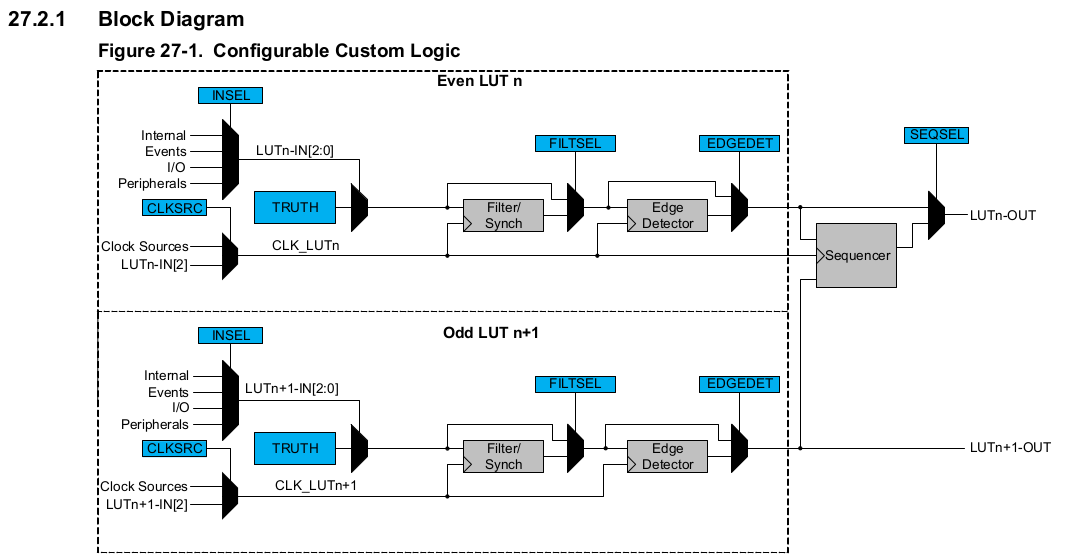 27.2.1 Block Diagram
Figure 27-1. Configurable Custom Logic
Even LUT n
INSEL
Internal
Events
I/O
Peripherals
LUTn-IN[2:0]
TRUTH
CLKSRC
Clock Sources
LUTn-IN[2]
CLK_LUTn
FILTSEL
Filter/
Synch
EDGEDET
Edge
Detector
SEQSEL
LUTn-OUT
Sequencer
Odd LUT n+1
INSEL
Internal
Events
I/O
Peripherals
LUTn+1-IN[2:0]
TRUTH
CLKSRC
Clock Sources
LUTn+1-IN[2]
CLK_LUTn+1
FILTSEL
Filter/
Synch
EDGEDET
Edge
Detector
LUTn+1-OUT